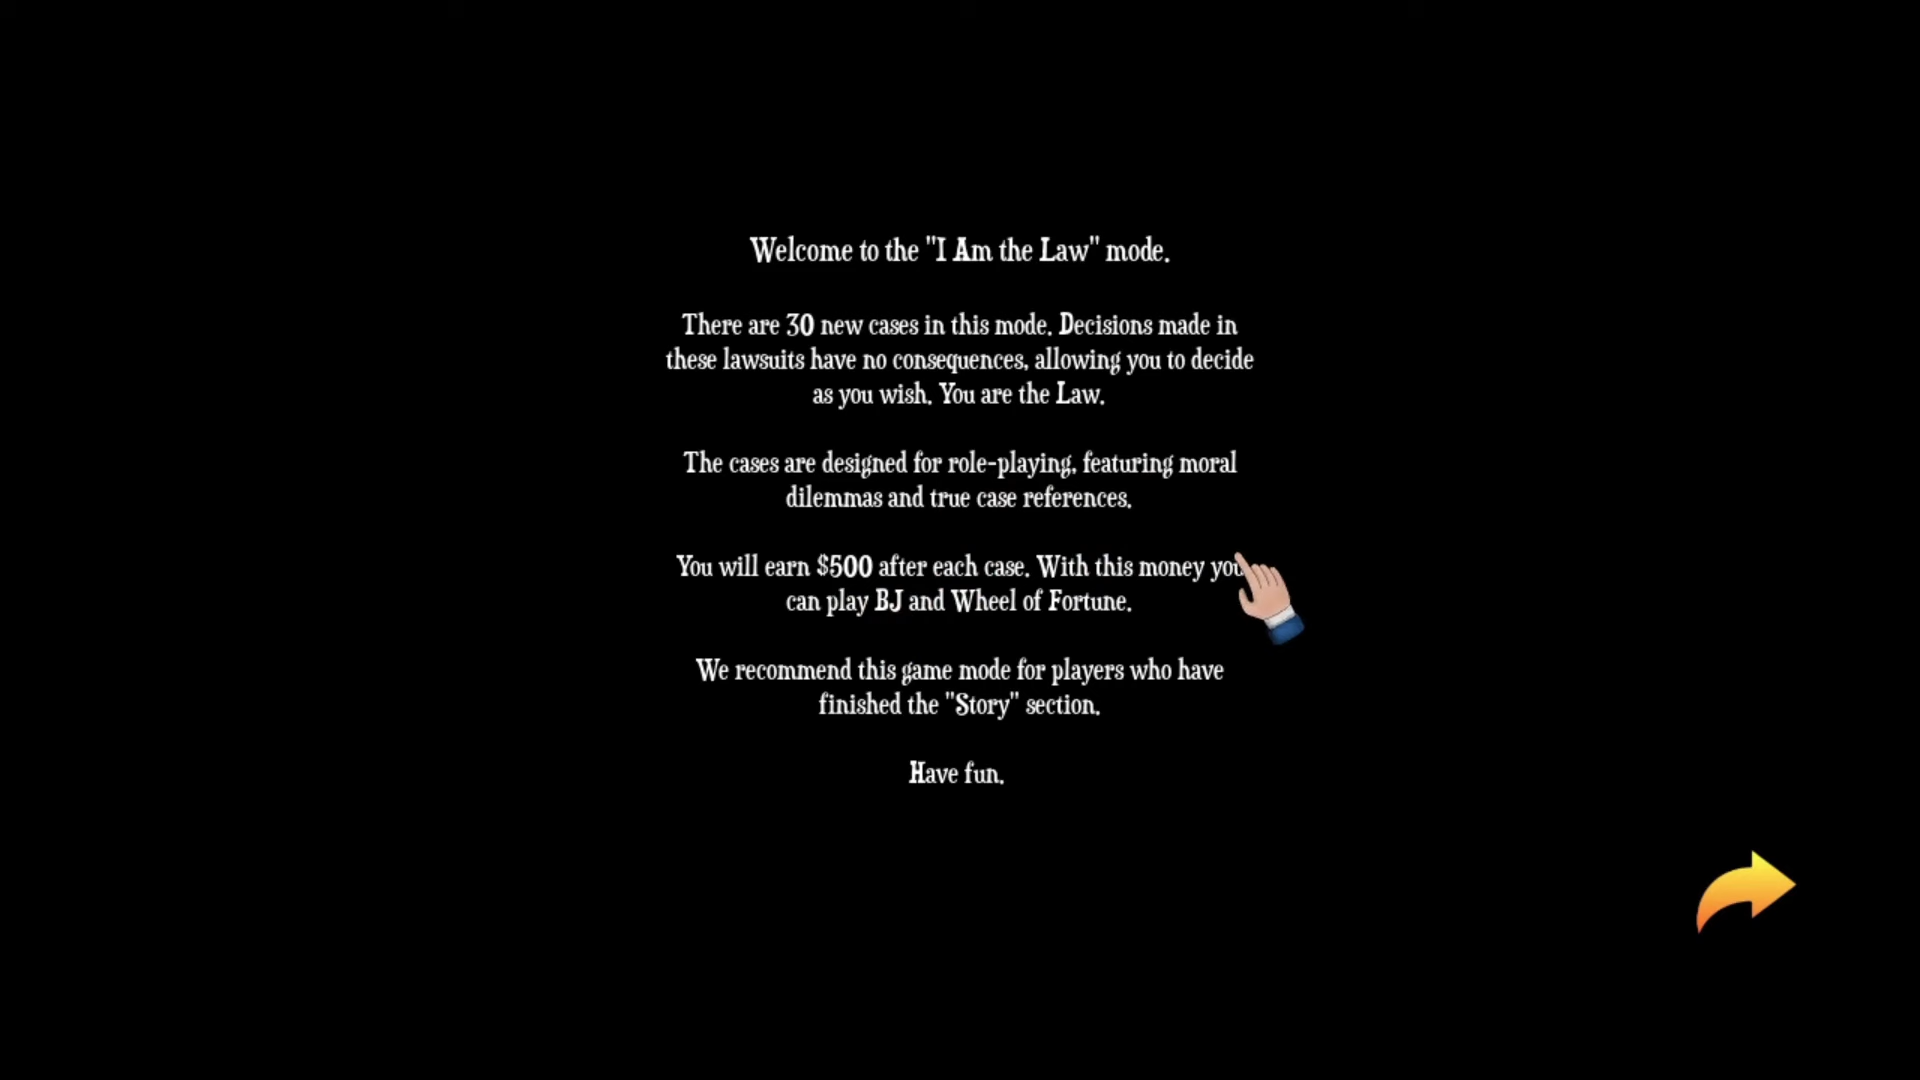 Welcome to the "I Am the Law" mode.
There are 30 new cases in this mode. Decisions made in
these lawsuits have no consequences, allowing you to decide
as you wish. You are the Law.
The cases are designed for role-playing, featuring moral
dilemmas and true case references.
You will earn $500 after each case. With this money you
can play BJ and Wheel of Fortune.
We recommend this game mode for players who have
finished the "Story" section.
Have fun.